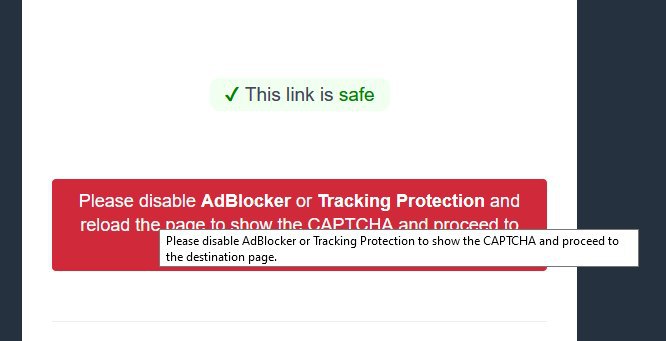 ✓ This link is safe
Please disable AdBlocker or Tracking Protection and
reload the page to show the CAPTCHA and proceed to
Please disable AdBlocker or Tracking Protection to show the CAPTCHA and proceed to
the destination page.